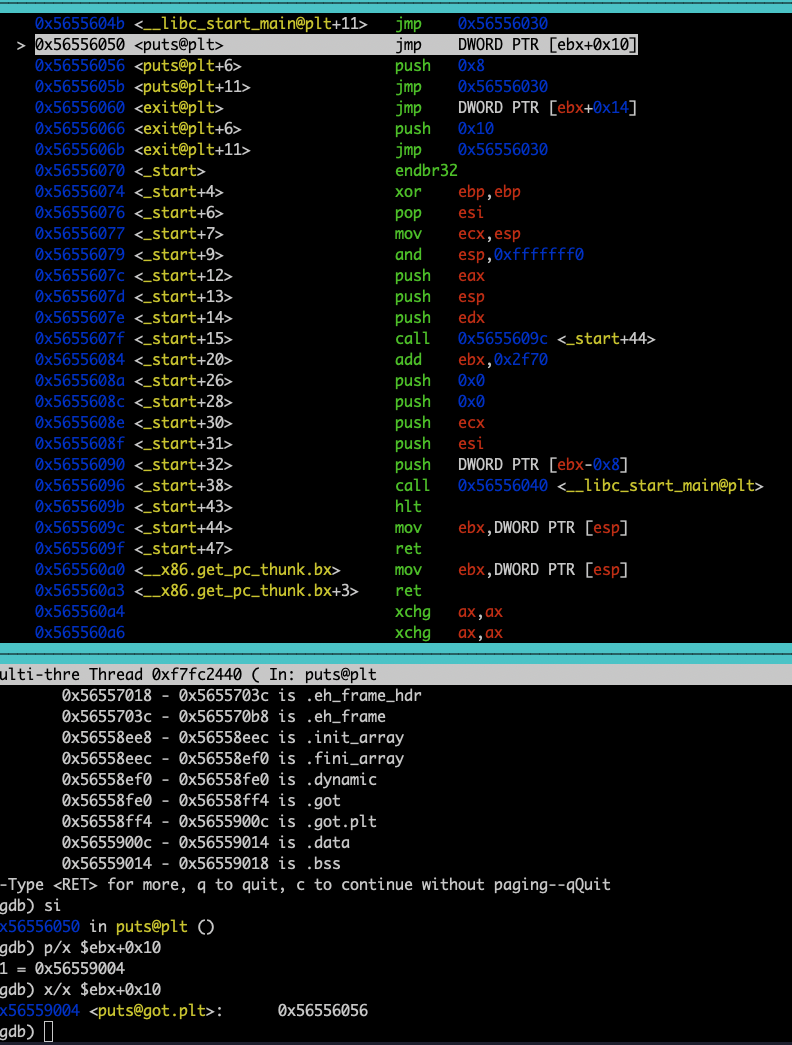 0x5655604b <__libc_start_main@plt+11> jmp 0x56556030
> 0x56556050 <puts@plt> jmp DWORD PTR [ebx+0x10]
0x56556056 <puts@plt+6> push 0x8
0x5655605b <puts@plt+11> jmp 0x56556030
0x56556060 <exit@plt> jmp DWORD PTR [ebx+0x14]
0x56556066 <exit@plt+6> push 0x10
0x5655606b <exit@plt+11> jmp 0x56556030
0x56556070 <_start> endbr32
0x56556074 <_start+4> xor ebp,ebp
0x56556076 <_start+6> pop esi
0x56556077 <_start+7> mov ecx,esp
0x56556079 <_start+9> and esp,0xfffffff0
0x5655607c <_start+12> push eax
0x5655607d <_start+13> push esp
0x5655607e <_start+14> push edx
0x5655607f <_start+15> call 0x5655609c <_start+44>
0x56556084 <_start+20> add ebx,0x2f70
0x5655608a <_start+26> push 0x0
0x5655608c <_start+28> push 0x0
0x5655608e <_start+30> push ecx
0x5655608f <_start+31> push esi
0x56556090 <_start+32> push DWORD PTR [ebx-0x8]
0x56556096 <_start+38> call 0x56556040 <__libc_start_main@plt>
0x5655609b <_start+43> hlt
0x5655609c <_start+44> mov ebx,DWORD PTR [esp]
0x5655609f <_start+47> ret
0x565560a0 <__x86.get_pc_thunk.bx> mov ebx,DWORD PTR [esp]
0x565560a3 <__x86.get_pc_thunk.bx+3> ret
0x565560a4 xchg ax,ax
0x565560a6 xchg ax,ax
ulti-thre Thread 0xf7fc2440 ( In: puts@plt
0x56557018 - 0x5655703c is .eh_frame_hdr
0x5655703c - 0x565570b8 is .eh_frame
0x56558ee8 - 0x56558eec is .init_array
0x56558eec - 0x56558ef0 is .fini_array
0x56558ef0 - 0x56558fe0 is .dynamic
0x56558fe0 - 0x56558ff4 is .got
0x56558ff4 - 0x5655900c is .got.plt
0x5655900c - 0x56559014 is .data
0x56559014 - 0x56559018 is .bss
-Type <RET> for more, q to quit, c to continue without paging--qQuit
gdb) si
x56556050 in puts@plt ()
gdb) p/x $ebx+0x10
1 = 0x56559004
gdb) x/x $ebx+0x10
x56559004 <puts@got.plt>: 0x56556056
gdb)